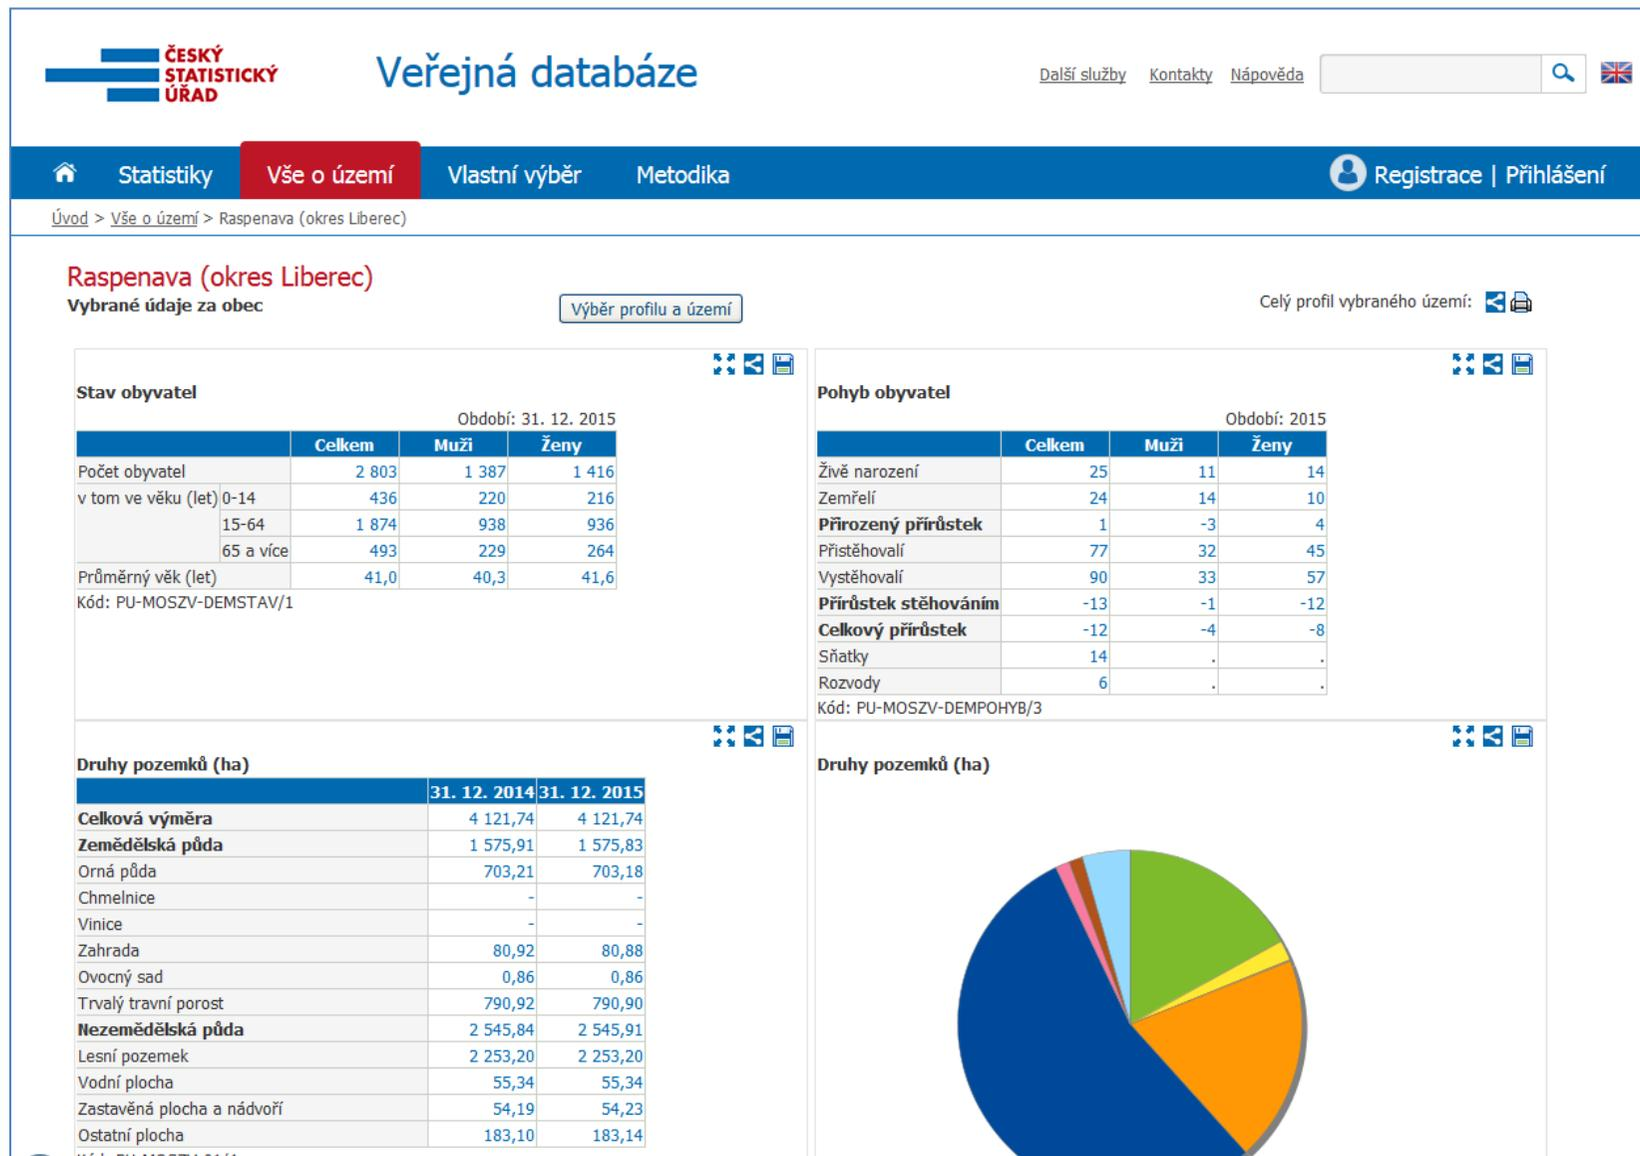 ČESKÝ
STATISTICKÝ
ÚŘAD
Veřejná databáze
Další služby Kontakty Nápověda
Statistiky Vše o území Vlastní výběr Metodika Registrace | Přihlášení
Úvod > Vše o území > Raspenava (okres Liberec)
Raspenava (okres Liberec)
Vybrané údaje za obec
Výběr profilu a území
Celý profil vybraného území:
Stav obyvatel
Období: 31. 12. 2015
Celkem Muži Ženy
Počet obyvatel 2 803 1 387 1 416
v tom ve věku (let) 0-14 436 220 216
15-64 1 874 938 936
65 a více 493 229 264
Průměrný věk (let) 41,0 40,3 41,6
Kód: PU-MOSZV-DEMSTAV/1
Pohyb obyvatel
Období: 2015
Celkem Muži Ženy
Živě narození 25 11 14
Zemřelí 24 14 10
Přirozený přírůstek 1 -3 4
Přistěhovalí 77 32 45
Vystěhovalí 90 33 57
Přírůstek stěhováním -13 -1 -12
Celkový přírůstek -12 -4 -8
Sňatky 14 . .
Rozvody 6 . .
Kód: PU-MOSZV-DEMPOHYB/3
Druhy pozemků (ha)
31. 12. 2014 31. 12. 2015
Celková výměra 4 121,74 4 121,74
Zemědělská půda 1 575,91 1 575,83
Orná půda 703,21 703,18
Chmelnice - -
Vinice - -
Zahrada 80,92 80,88
Ovocný sad 0,86 0,86
Trvalý travní porost 790,92 790,90
Nezemědělská půda 2 545,84 2 545,91
Lesní pozemek 2 253,20 2 253,20
Vodní plocha 55,34 55,34
Zastavěná plocha a nádvoří 54,19 54,23
Ostatní plocha 183,10 183,14
Druhy pozemků (ha)